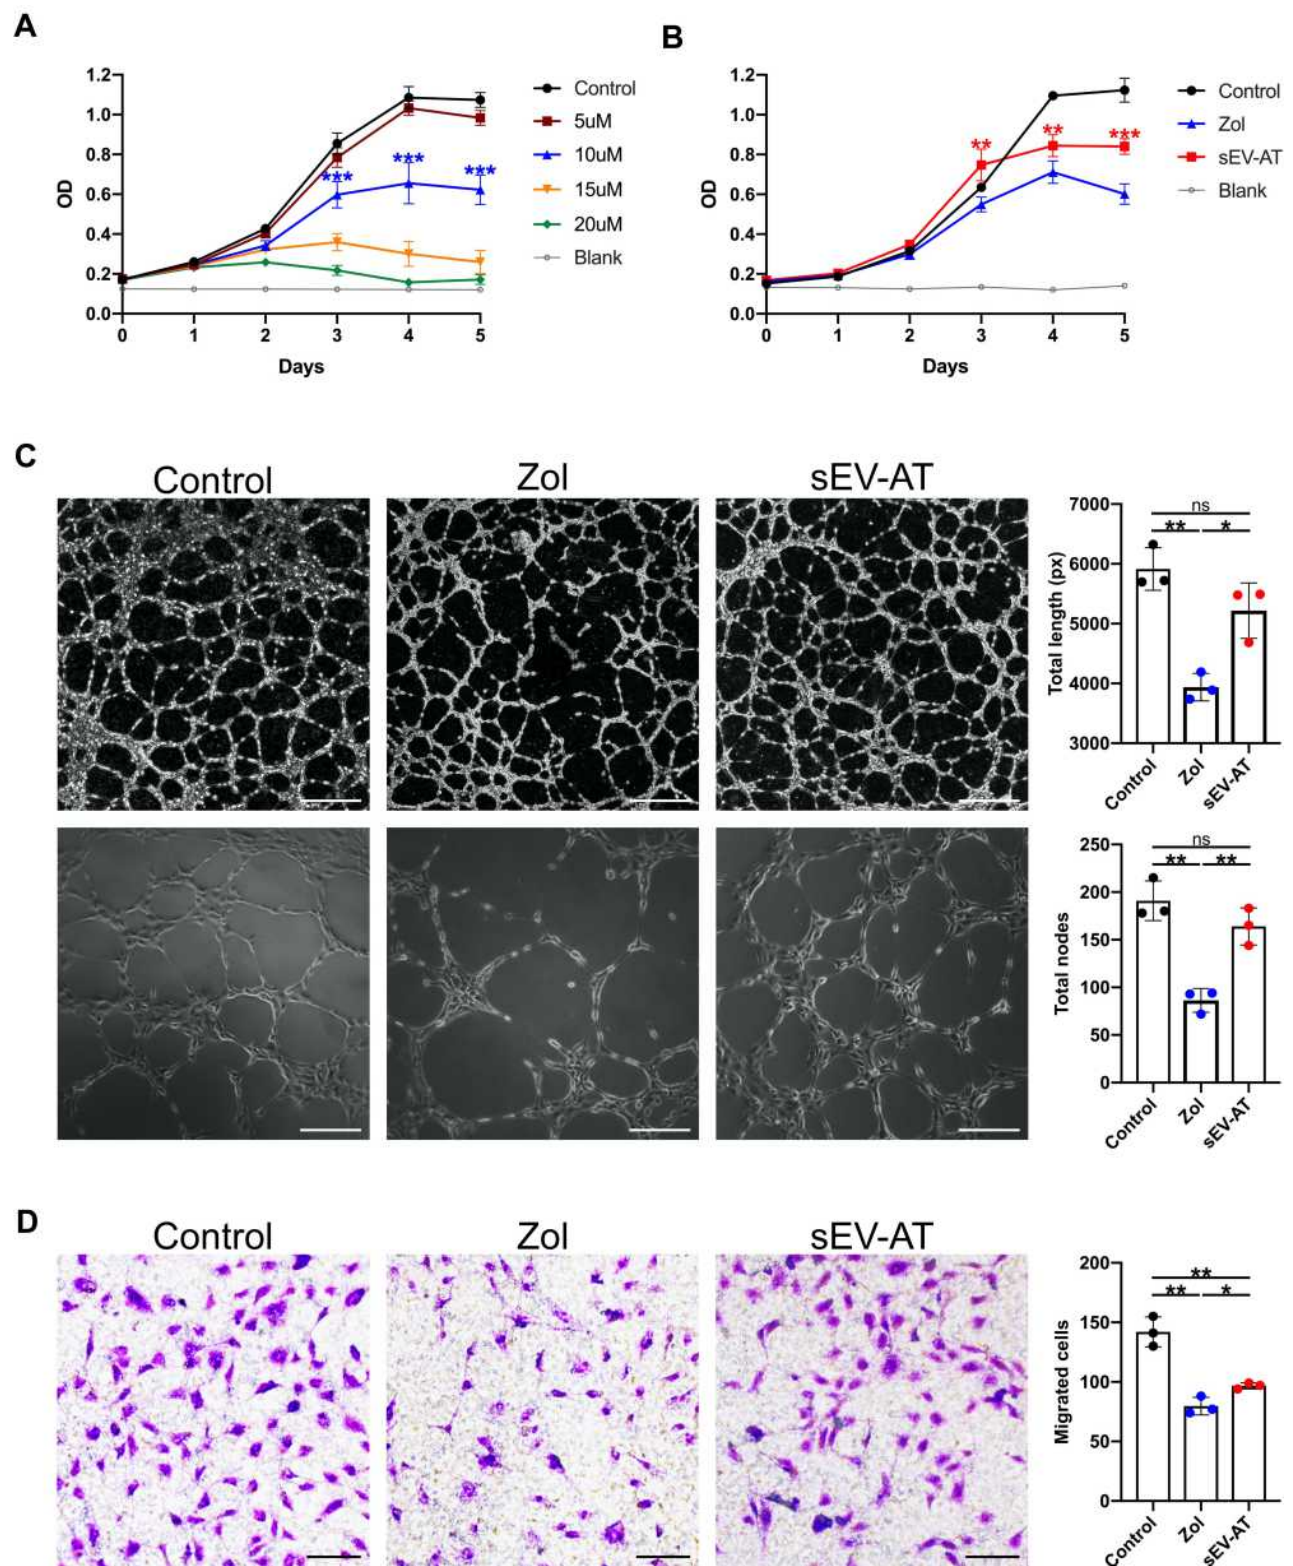 A
1.2
1.0
0.8
0.6
0.4
0.2
0.0
OD
0 1 2 3 4 5
Days
*** *** ***
Control
5uM
10uM
15uM
20uM
Blank
B
1.2
1.0
0.8
0.6
0.4
0.2
0.0
OD
0 1 2 3 4 5
Days
** ** ***
Control
Zol
sEV-AT
Blank
C
Control Zol sEV-AT
7000
6000
5000
4000
3000
Total length (px)
ns
** *
Control Zol sEV-AT
250
200
150
100
50
0
Total nodes
ns
** **
Control Zol sEV-AT
D
Control Zol sEV-AT
200
150
100
50
0
Migrated cells
**
** *
Control Zol sEV-AT